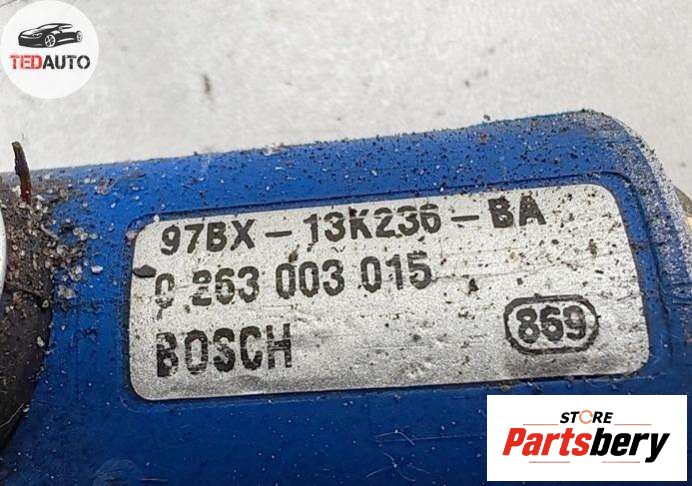 TEDAUTO
97BX-13K236-BA
0 263 003 015
BOSCH
869
STORE
Partsbery